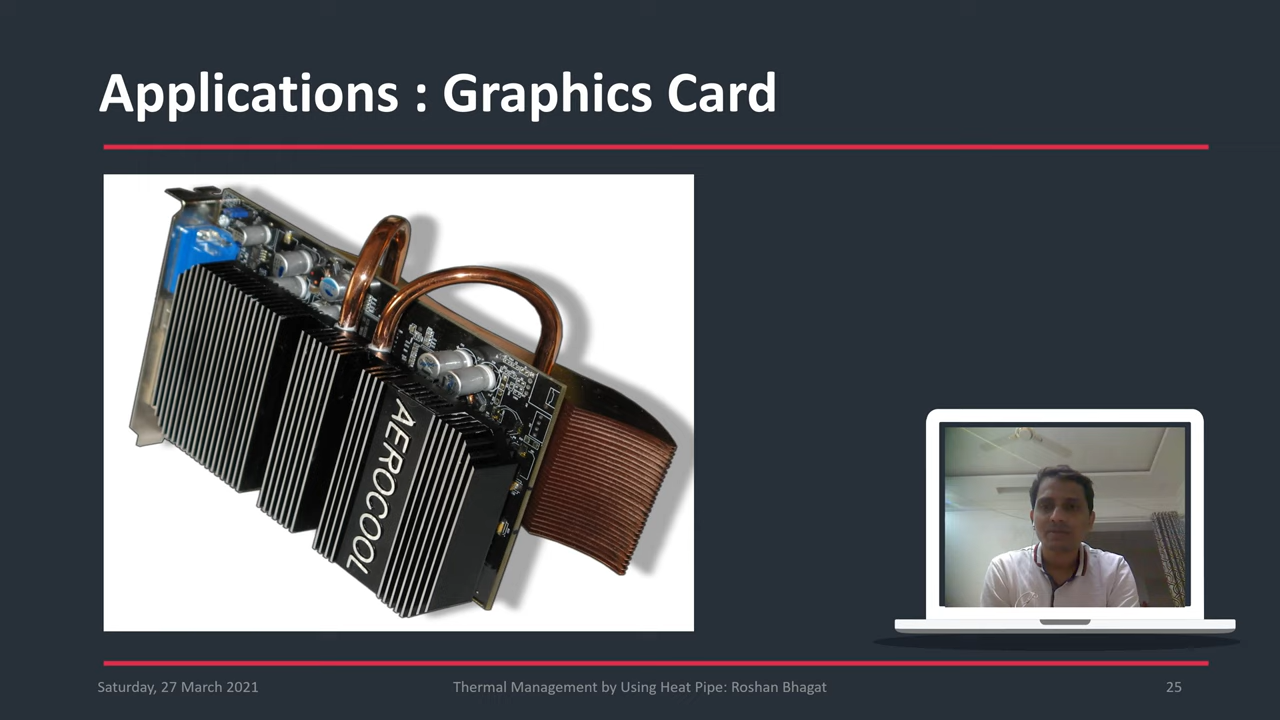 Applications : Graphics Card
AEROCOOL
Saturday, 27 March 2021
Thermal Management by Using Heat Pipe: Roshan Bhagat
25